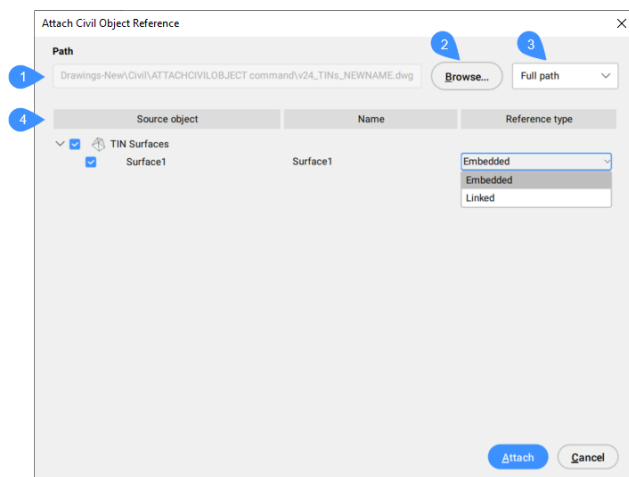 Attach Civil Object Reference
Path
2
3
1
Drawings-New\Civil\ATTACHCIVILOBJECT command\v24_TINs_NEWNAME.dwg
Browse...
Full path
4
Source object
Name
Reference type
TIN Surfaces
Surface1
Surface1
Embedded
Embedded
Linked
Attach
Cancel